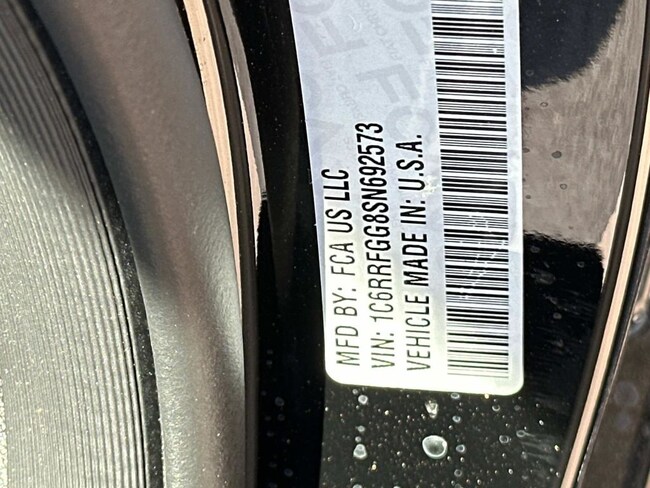 MFD BY: FCA US LLC
VIN: 1C6RRFGG8SN692573
VEHICLE MADE IN: U.S.A.